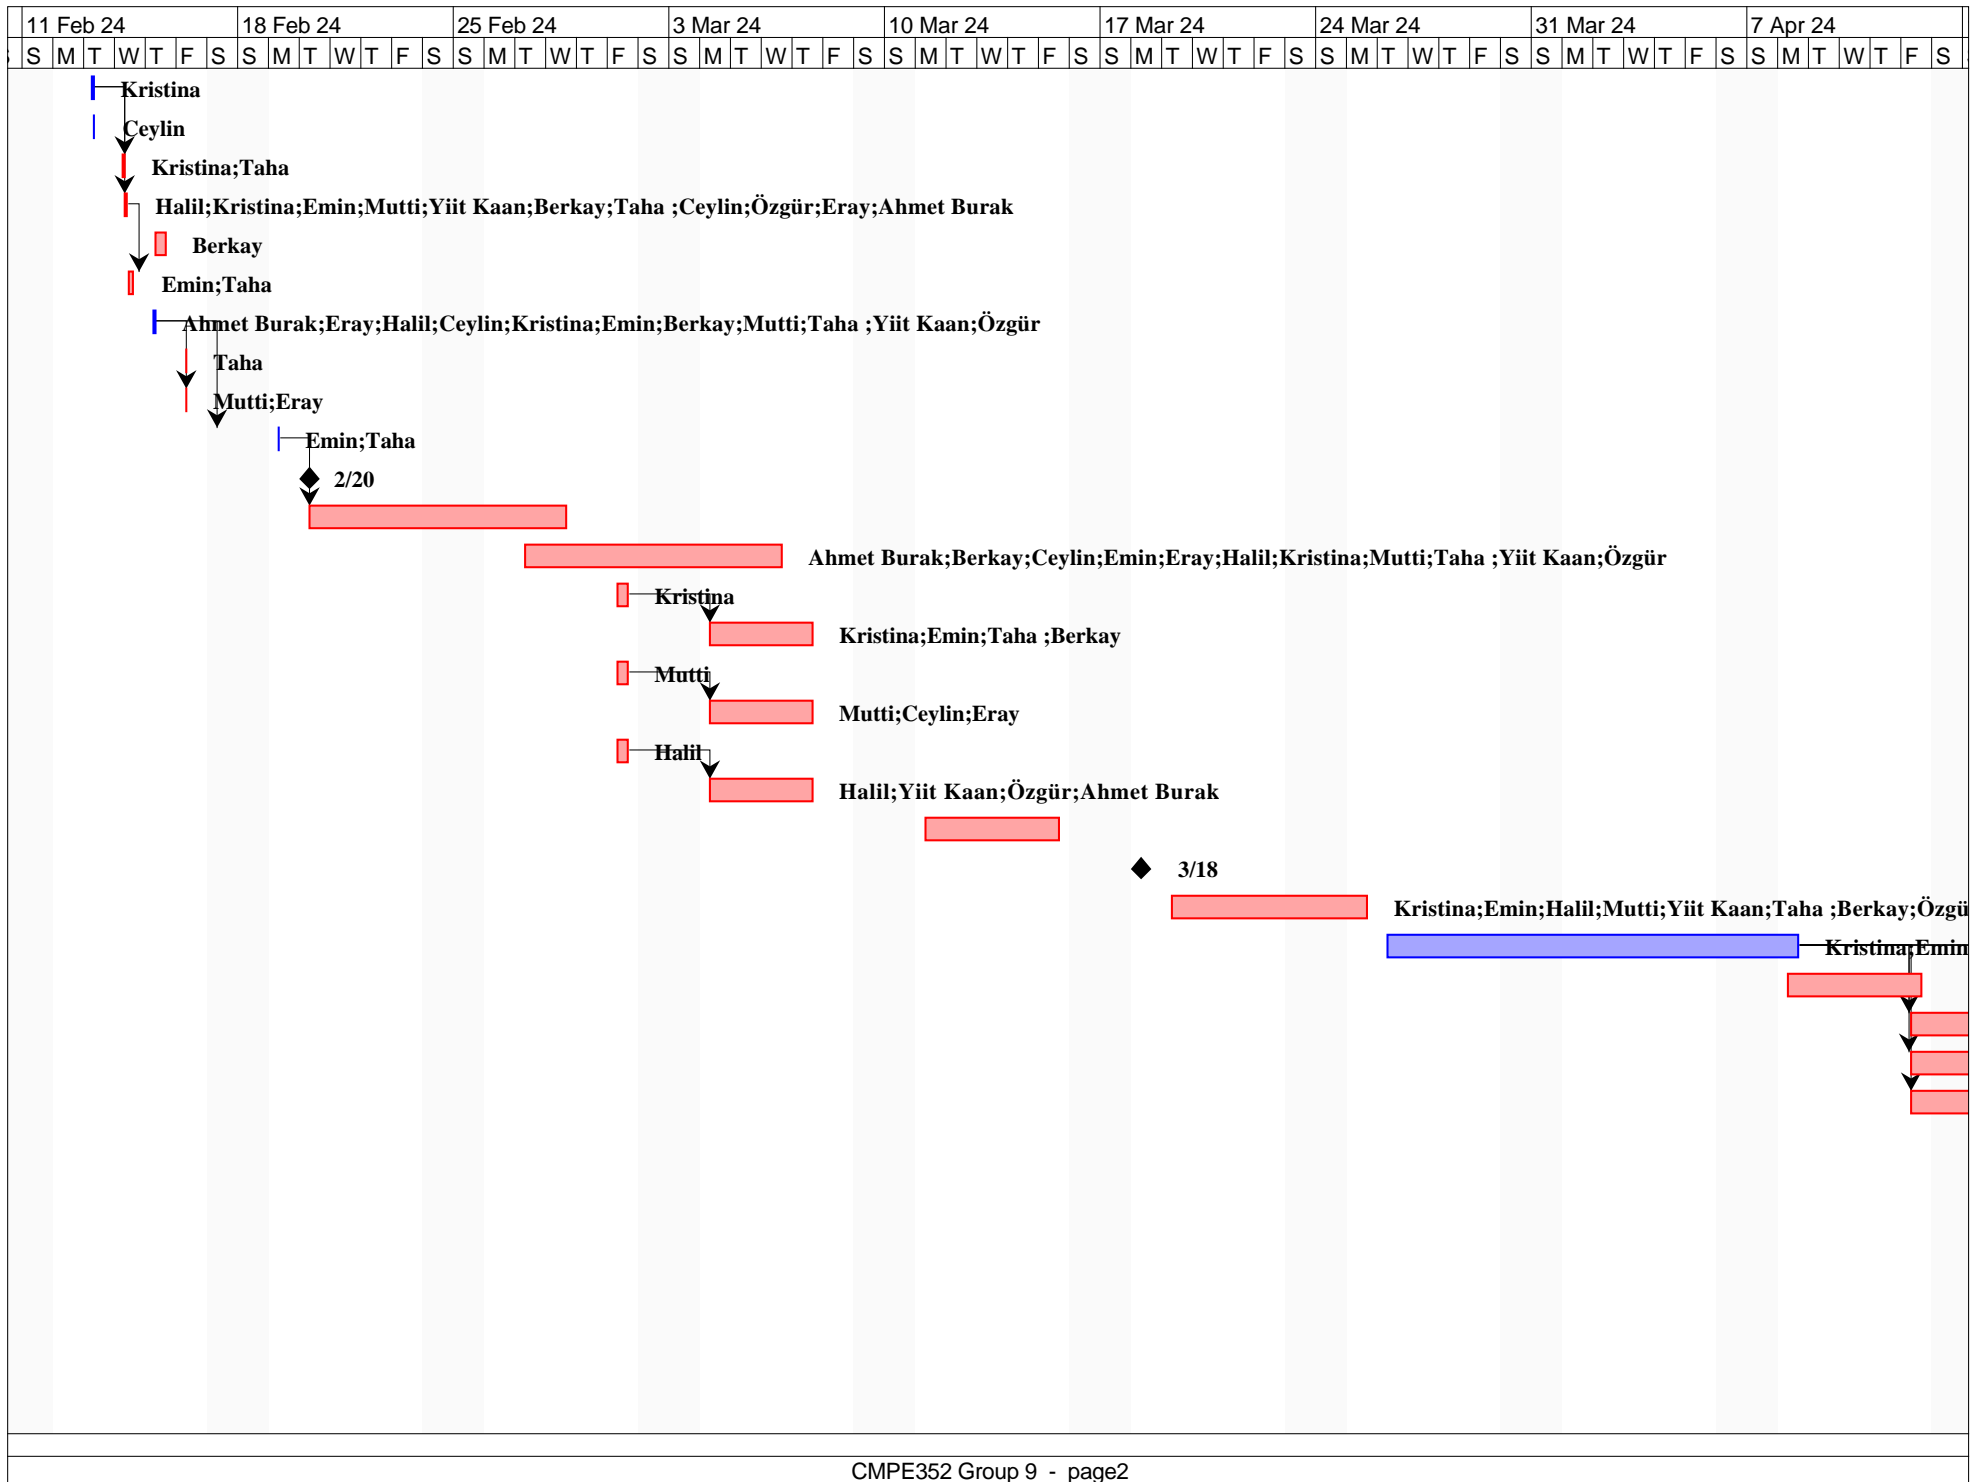 11 Feb 24 18 Feb 24 25 Feb 24 3 Mar 24 10 Mar 24 17 Mar 24 24 Mar 24 31 Mar 24 7 Apr 24
S M T W T F S S M T W T F S S M T W T F S S M T W T F S S M T W T F S S M T W T F S S M T W T F S S M T W T F S S M T W T F S
Kristina
Ceylin
Kristina;Taha
Halil;Kristina;Emin;Mutti;Yiit Kaan;Berkay;Taha ;Ceylin;Özgür;Eray;Ahmet Burak
Berkay
Emin;Taha
Ahmet Burak;Eray;Halil;Ceylin;Kristina;Emin;Berkay;Mutti;Taha ;Yiit Kaan;Özgür
Taha
Mutti;Eray
Emin;Taha
2/20
Ahmet Burak;Berkay;Ceylin;Emin;Eray;Halil;Kristina;Mutti;Taha ;Yiit Kaan;Özgür
Kristina
Kristina;Emin;Taha ;Berkay
Mutti
Mutti;Ceylin;Eray
Halil
Halil;Yiit Kaan;Özgür;Ahmet Burak
3/18
Kristina;Emin;Halil;Mutti;Yiit Kaan;Taha ;Berkay;Özgü
Kristina;Emin
CMPE352 Group 9 - page2